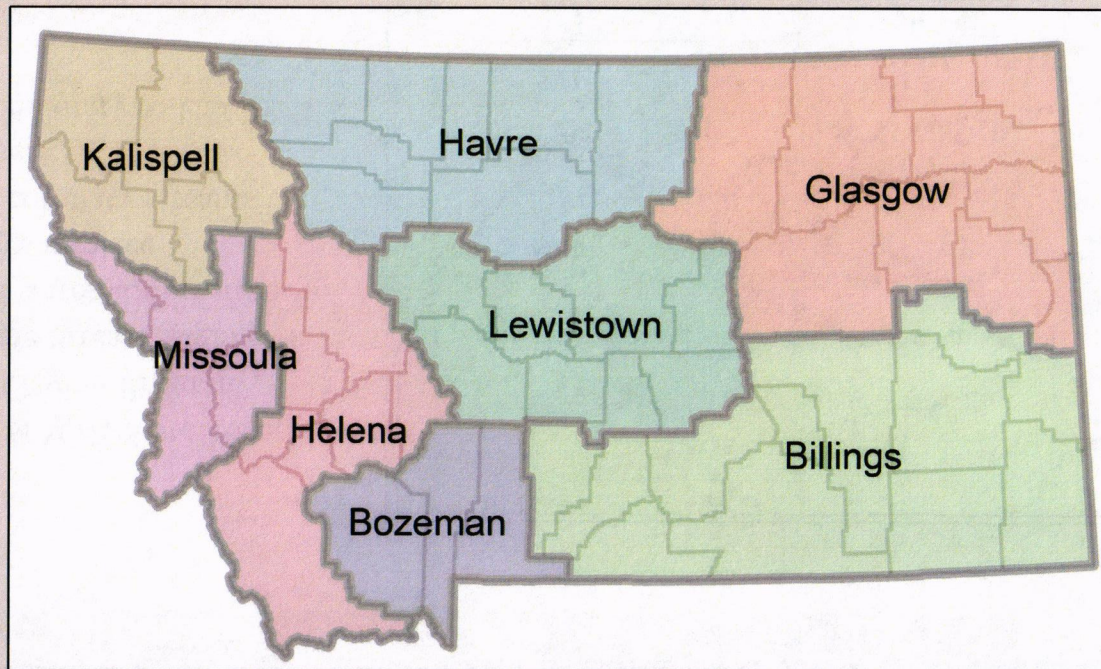 Havre
Kalispell
Glasgow
Lewistown
Missoula
Helena
Billings
Bozeman